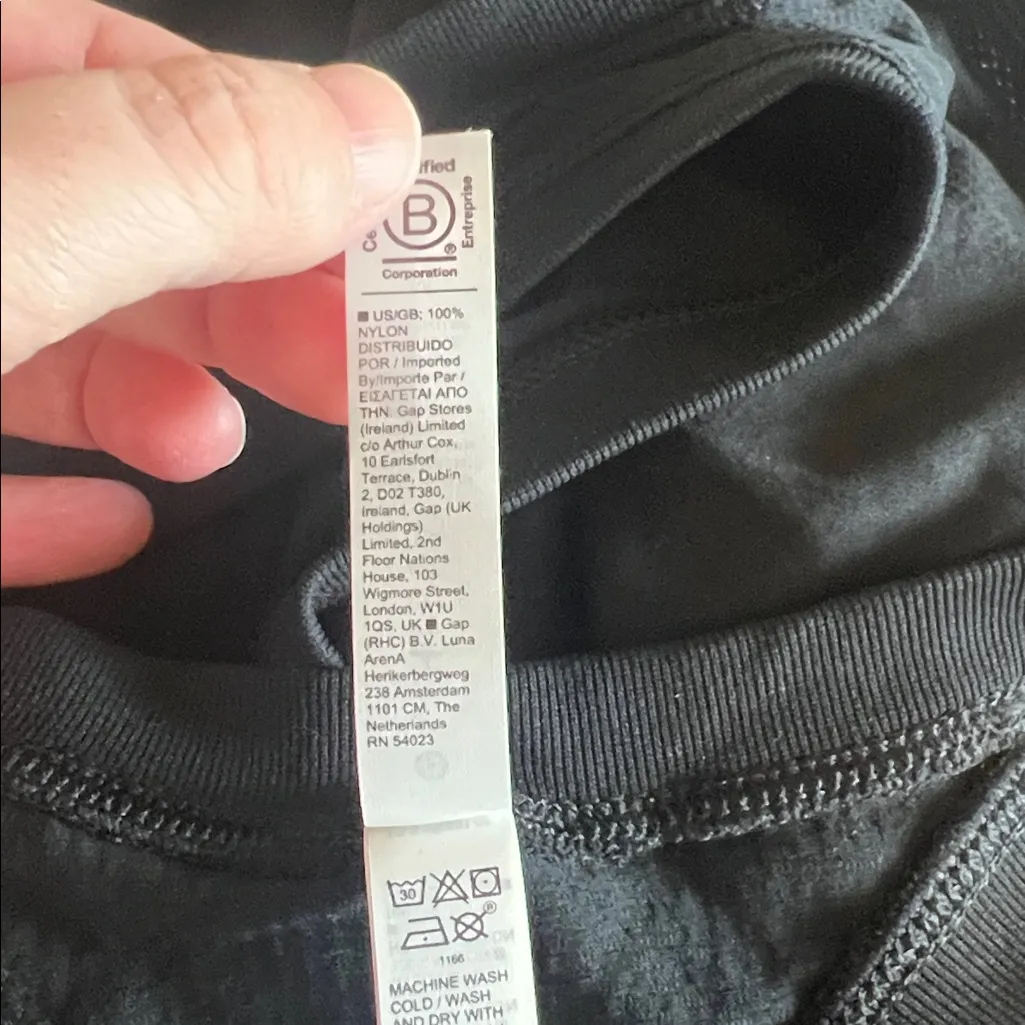 ified
Ce
B
®
Entreprise
Corporation
US/GB: 100%
NYLON
DISTRIBUIDO
POR / Imported
By/Importe Par /
ΕΙΣΑΓΕΤΑΙ ΑΠΟ
ΤΗΝ. Gap Stores
(Ireland) Limited
c/o Arthur Cox,
10 Earlsfort
Terrace, Dublin
2, D02 T380,
Ireland, Gap (UK
Holdings)
Limited, 2nd
Floor Nations
House, 103
Wigmore Street,
London, W1U
1QS, UK ■ Gap
(RHC) B.V. Luna
ArenA
Herikerbergweg
238 Amsterdam
1101 CM, The
Netherlands
RN 54023
30
®
1166
MACHINE WASH
COLD / WASH
AND DRY WITH